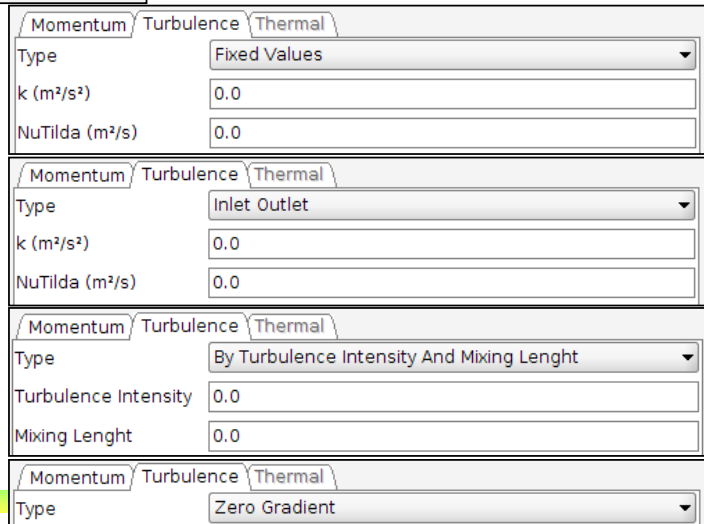 Momentum Turbulence Thermal
Type Fixed Values
k (m²/s²) 0.0
NuTilda (m²/s) 0.0
Momentum Turbulence Thermal
Type Inlet Outlet
k (m²/s²) 0.0
NuTilda (m²/s) 0.0
Momentum Turbulence Thermal
Type By Turbulence Intensity And Mixing Lenght
Turbulence Intensity 0.0
Mixing Lenght 0.0
Momentum Turbulence Thermal
Type Zero Gradient